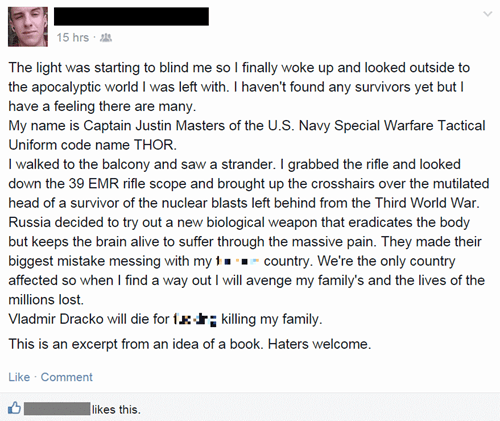 15 hrs ·
The light was starting to blind me so I finally woke up and looked outside to
the apocalyptic world I was left with. I haven't found any survivors yet but I
have a feeling there are many.
My name is Captain Justin Masters of the U.S. Navy Special Warfare Tactical
Uniform code name THOR.
I walked to the balcony and saw a strander. I grabbed the rifle and looked
down the 39 EMR rifle scope and brought up the crosshairs over the mutilated
head of a survivor of the nuclear blasts left behind from the Third World War.
Russia decided to try out a new biological weapon that eradicates the body
but keeps the brain alive to suffer through the massive pain. They made their
biggest mistake messing with my country. We're the only country
affected so when I find a way out I will avenge my family's and the lives of the
millions lost.
Vladmir Dracko will die for killing my family.
This is an excerpt from an idea of a book. Haters welcome.
Like · Comment
likes this.